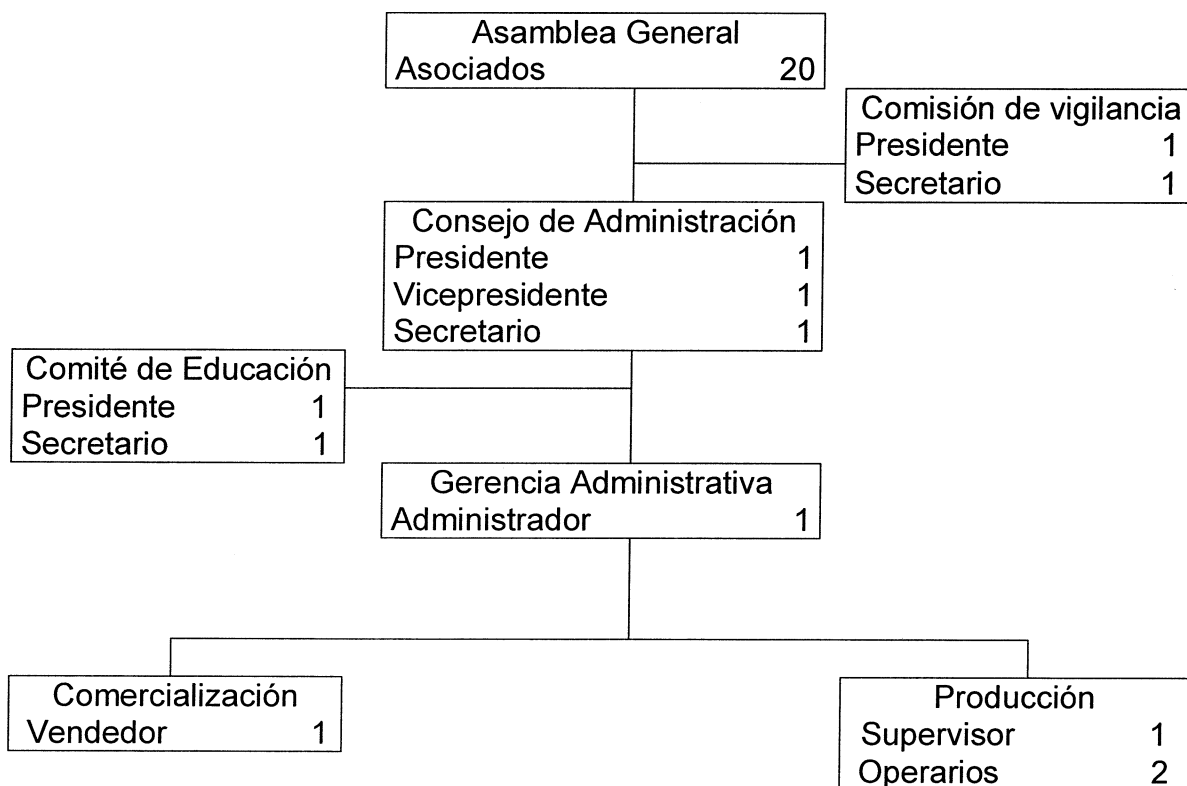 Asamblea General
Asociados 20
Comisión de vigilancia
Presidente 1
Secretario 1
Consejo de Administración
Presidente 1
Vicepresidente 1
Secretario 1
Comité de Educación
Presidente 1
Secretario 1
Gerencia Administrativa
Administrador 1
Comercialización
Vendedor 1
Producción
Supervisor 1
Operarios 2